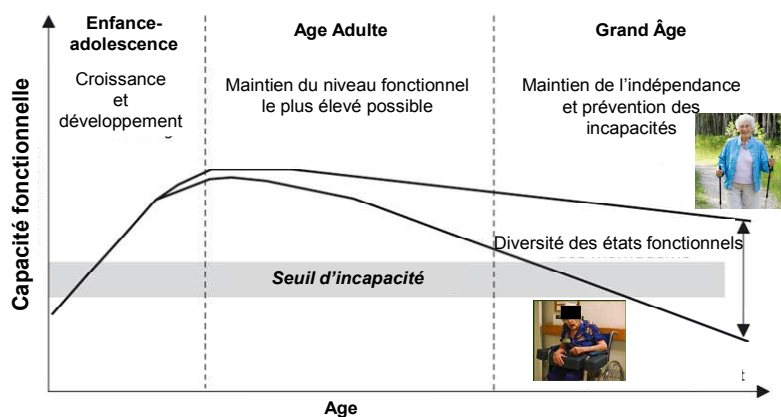 Enfance-
adolescence
Age Adulte
Grand Âge
Croissance
et
développement
Maintien du niveau fonctionnel
le plus élevé possible
Maintien de l'indépendance
et prévention des
incapacités
Capacité fonctionnelle
Diversité des états fonctionnels
Seuil d'incapacité
Age